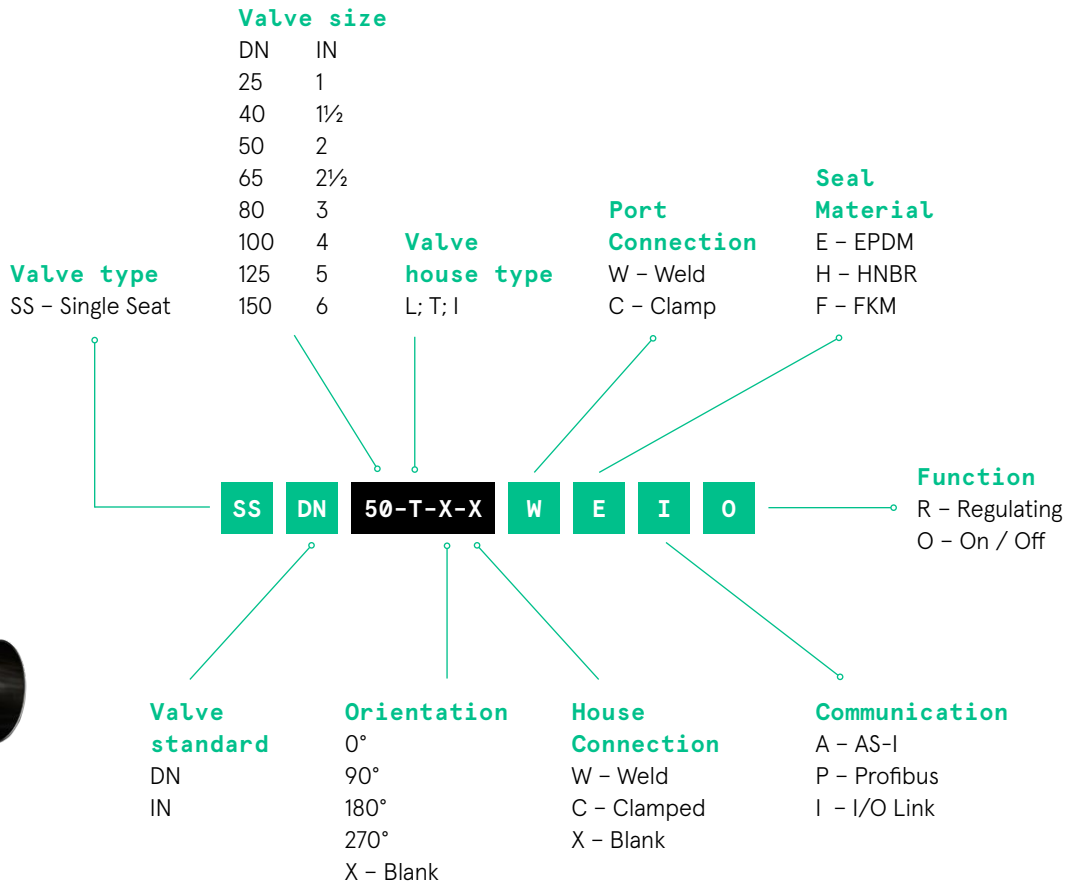 Valve size
DN IN
25 1
40 1½
50 2
65 2½
80 3
100 4
125 5
150 6
Valve type
SS – Single Seat
Valve
house type
L; T; I
Port
Connection
W – Weld
C – Clamp
Seal
Material
E – EPDM
H – HNBR
F – FKM
SS DN 50-T-X-X W E I O
Function
R – Regulating
O – On / Off
Valve
standard
DN
IN
Orientation
0°
90°
180°
270°
X – Blank
House
Connection
W – Weld
C – Clamped
X – Blank
Communication
A – AS-I
P – Profibus
I – I/O Link